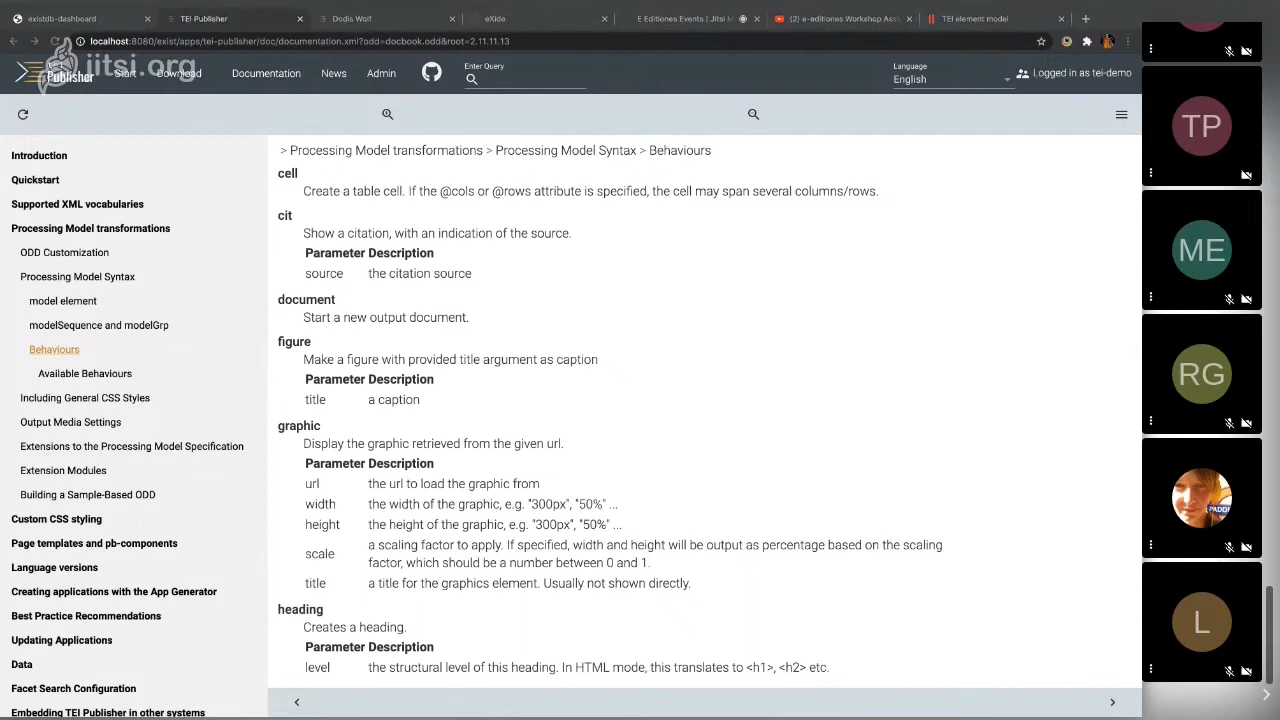 existdb-dashboard
TEI Publisher
Dodis Wolf
eXide
E Editiones Events | Jitsi M
(2) e-editiones Workshop Ass
TEI element model
localhost:8080/exist/apps/tei-publisher/doc/documentation.xml?odd=docbook.odd&root=2.11.11.13
jitsi.org
Publisher
Start
Download
Documentation
News
Admin
Enter Query
Language
English
Logged in as tei-demo
Introduction
Quickstart
Supported XML vocabularies
Processing Model transformations
ODD Customization
Processing Model Syntax
model element
modelSequence and modelGrp
Behaviours
Available Behaviours
Including General CSS Styles
Output Media Settings
Extensions to the Processing Model Specification
Extension Modules
Building a Sample-Based ODD
Custom CSS styling
Page templates and pb-components
Language versions
Creating applications with the App Generator
Best Practice Recommendations
Updating Applications
Data
Facet Search Configuration
Embedding TEI Publisher in other systems
> Processing Model transformations > Processing Model Syntax > Behaviours
cell
Create a table cell. If the @cols or @rows attribute is specified, the cell may span several columns/rows.
cit
Show a citation, with an indication of the source.
Parameter Description
source the citation source
document
Start a new output document.
figure
Make a figure with provided title argument as caption
Parameter Description
title a caption
graphic
Display the graphic retrieved from the given url.
Parameter Description
url the url to load the graphic from
width the width of the graphic, e.g. "300px", "50%" ...
height the height of the graphic, e.g. "300px", "50%" ...
scale a scaling factor to apply. If specified, width and height will be output as percentage based on the scaling
factor, which should be a number between 0 and 1.
title a title for the graphics element. Usually not shown directly.
heading
Creates a heading.
Parameter Description
level the structural level of this heading. In HTML mode, this translates to <h1>, <h2> etc.
TP
ME
RG
PADD
L